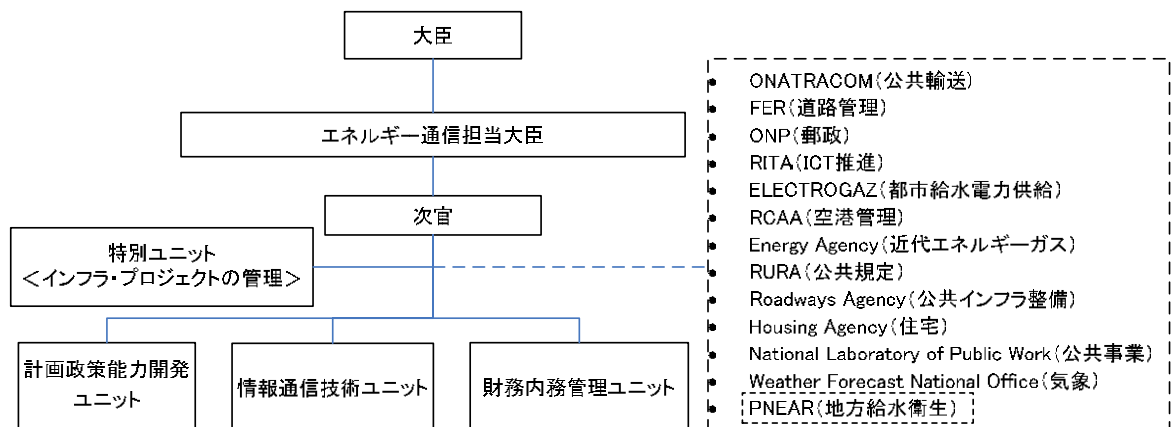 大臣
エネルギー通信担当大臣
次官
特別ユニット
＜インフラ・プロジェクトの管理＞
計画政策能力開発
ユニット
情報通信技術ユニット
財務内務管理ユニット
• ONATRACOM（公共輸送）
• FER（道路管理）
• ONP（郵政）
• RITA（ICT推進）
• ELECTROGAZ（都市給水電力供給）
• RCAA（空港管理）
• Energy Agency（近代エネルギーガス）
• RURA（公共規定）
• Roadways Agency（公共インフラ整備）
• Housing Agency（住宅）
• National Laboratory of Public Work（公共事業）
• Weather Forecast National Office（気象）
• PNEAR（地方給水衛生）